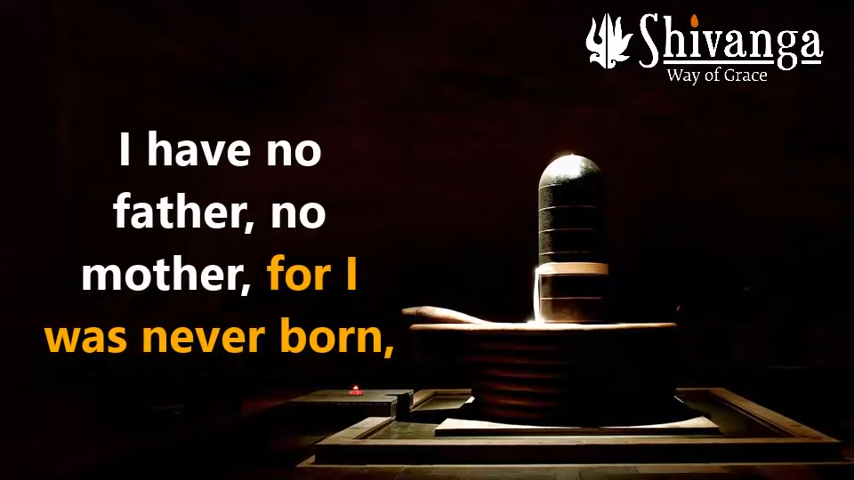 Shivanga
Way of Grace
I have no
father, no
mother, for I
was never born,